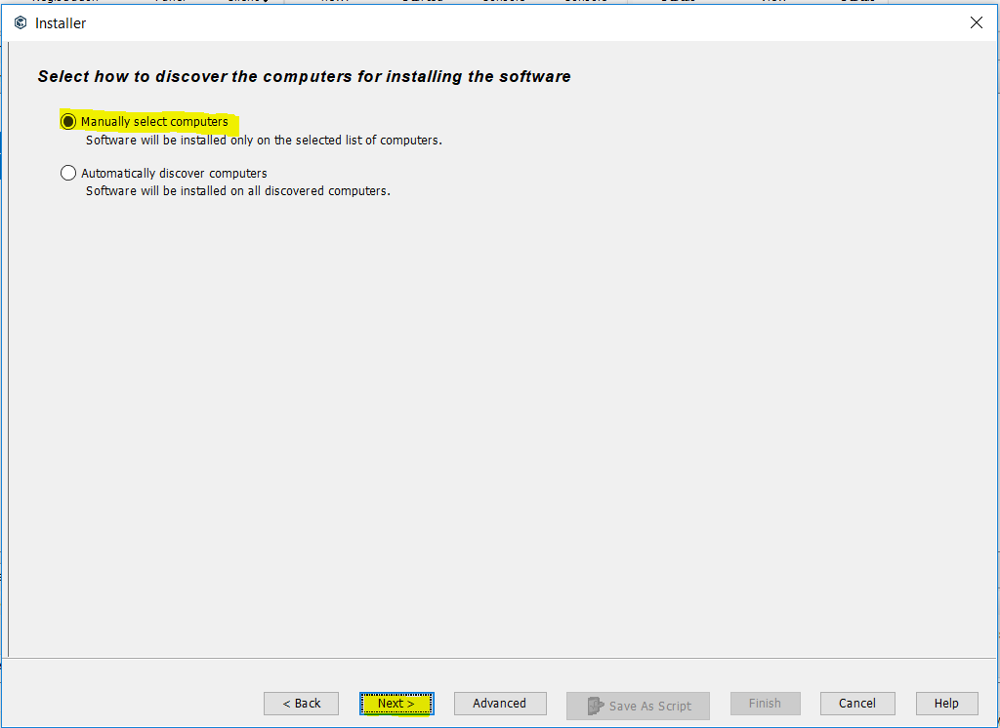 Installer
Select how to discover the computers for installing the software
Manually select computers
Software will be installed only on the selected list of computers.
Automatically discover computers
Software will be installed on all discovered computers.
< Back
Next >
Advanced
Save As Script
Finish
Cancel
Help